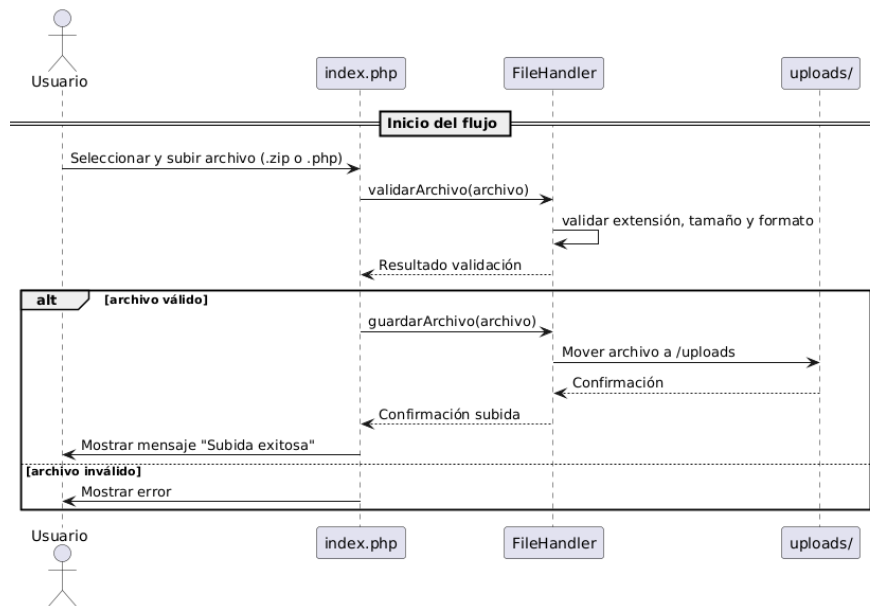 Usuario
index.php
FileHandler
uploads/
Inicio del flujo
Seleccionar y subir archivo (.zip o .php)
validarArchivo(archivo)
validar extensión, tamaño y formato
Resultado validación
alt [archivo válido]
guardarArchivo(archivo)
Mover archivo a /uploads
Confirmación
Confirmación subida
Mostrar mensaje "Subida exitosa"
[archivo inválido]
Mostrar error
Usuario
index.php
FileHandler
uploads/